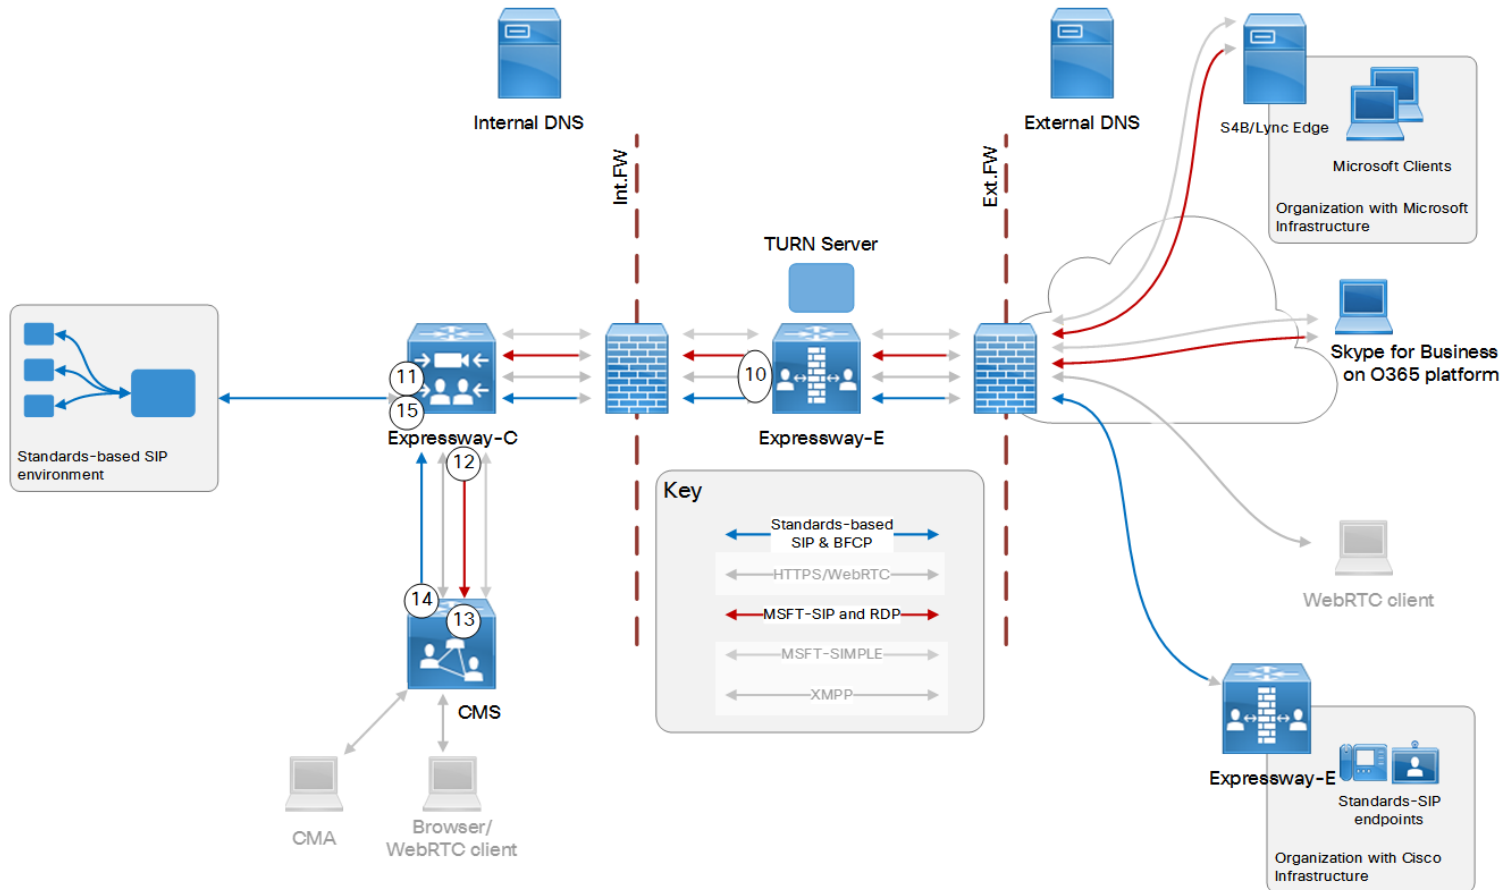 Internal DNS
External DNS
S4B/Lync Edge
Microsoft Clients
Organization with Microsoft
Infrastructure
Int.FW
Ext.FW
TURN Server
Skype for Business
on O365 platform
11
15
10
Expressway-C
Expressway-E
Standards-based SIP
environment
12
Key
Standards-based
SIP & BFCP
HTTPS/WebRTC
MSFT-SIP and RDP
MSFT-SIMPLE
XMPP
14
13
CMS
WebRTC client
CMA
Browser/
WebRTC client
Expressway-E
Standards-SIP
endpoints
Organization with Cisco
Infrastructure